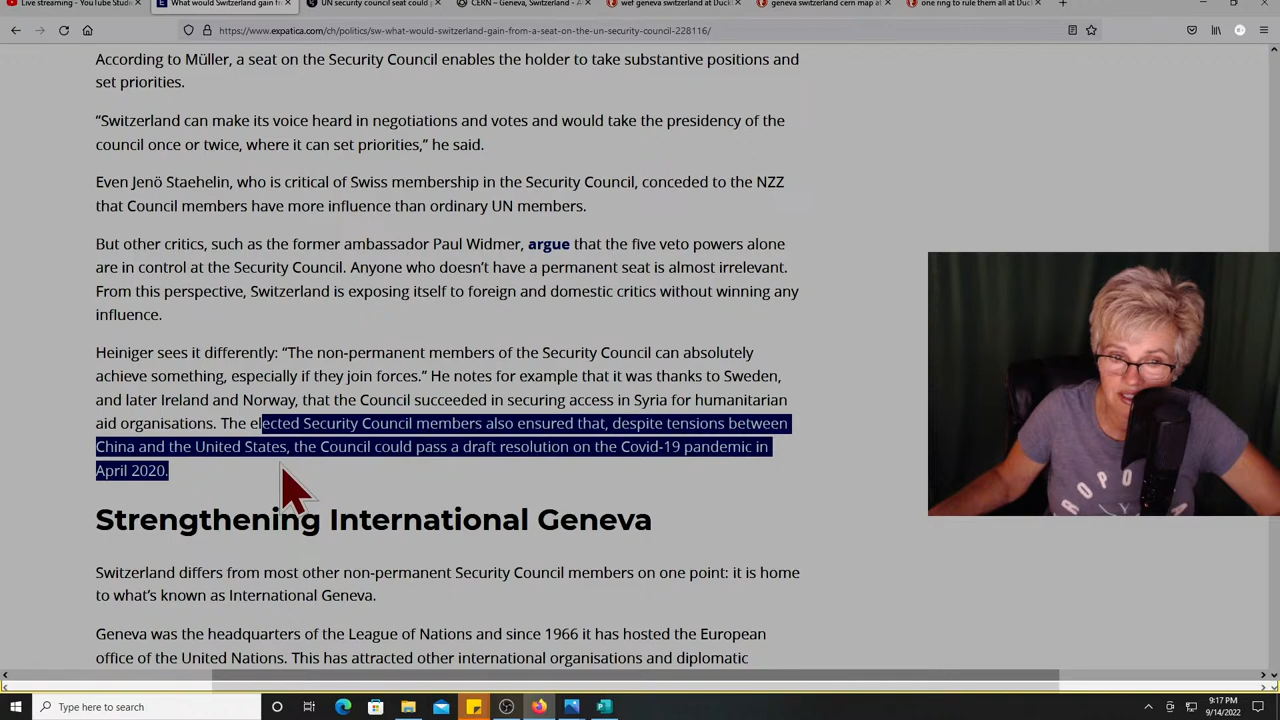 Live streaming - YouTube Studi
What would Switzerland gain fr
UN security council seat could
CERN – Geneva, Switzerland - A
wef geneva switzerland at Duck
geneva switzerland cern map at
one ring to rule them all at Duc
https://www.expatica.com/ch/politics/sw-what-would-switzerland-gain-from-a-seat-on-the-un-security-council-228116/
According to Müller, a seat on the Security Council enables the holder to take substantive positions and
set priorities.
“Switzerland can make its voice heard in negotiations and votes and would take the presidency of the
council once or twice, where it can set priorities,” he said.
Even Jenö Staehelin, who is critical of Swiss membership in the Security Council, conceded to the NZZ
that Council members have more influence than ordinary UN members.
But other critics, such as the former ambassador Paul Widmer, argue that the five veto powers alone
are in control at the Security Council. Anyone who doesn’t have a permanent seat is almost irrelevant.
From this perspective, Switzerland is exposing itself to foreign and domestic critics without winning any
influence.
Heiniger sees it differently: “The non-permanent members of the Security Council can absolutely
achieve something, especially if they join forces.” He notes for example that it was thanks to Sweden,
and later Ireland and Norway, that the Council succeeded in securing access in Syria for humanitarian
aid organisations. The elected Security Council members also ensured that, despite tensions between
China and the United States, the Council could pass a draft resolution on the Covid-19 pandemic in
April 2020.
Strengthening International Geneva
Switzerland differs from most other non-permanent Security Council members on one point: it is home
to what’s known as International Geneva.
Geneva was the headquarters of the League of Nations and since 1966 it has hosted the European
office of the United Nations. This has attracted other international organisations and diplomatic
Type here to search
9:17 PM
9/14/2022